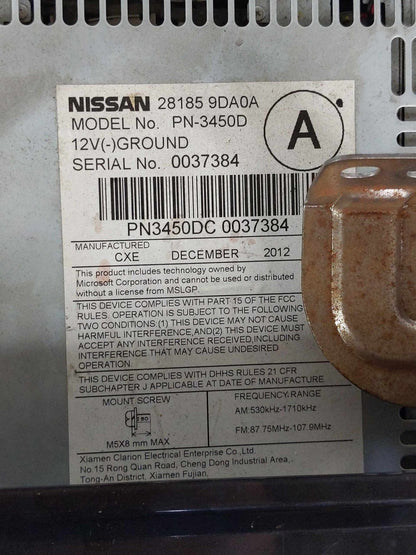 NISSAN 28185 9DA0A
MODEL No. PN-3450D
12V(-)GROUND
SERIAL No. 0037384
A
PN3450DC 0037384
MANUFACTURED
CXE DECEMBER 2012
This product includes technology owned by
Microsoft Corporation and cannot be used or distributed
without a license from MSLGP.
THIS DEVICE COMPLIES WITH PART 15 OF THE FCC
RULES. OPERATION IS SUBJECT TO THE FOLLOWING
TWO CONDITIONS:(1) THIS DEVICE MAY NOT CAUSE
HARMFUL INTERFERENCE,AND(2) THIS DEVICE MUST
ACCEPT ANY INTERFERENCE RECEIVED,INCLUDING
INTERFERENCE THAT MAY CAUSE UNDESIRED
OPERATION.
THIS DEVICE COMPLIES WITH DHHS RULES 21 CFR
SUBCHAPTER J APPLICABLE AT DATE OF MANUFACTURE.
MOUNT SCREW
M5X8 mm MAX
FREQUENCY:RANGE
AM:530kHz-1710kHz
FM:87.75MHz-107.9MHz
Xiamen Clarion Electrical Enterprise Co.,Ltd.
No.15 Rong Quan Road, Cheng Dong Industrial Area,
Tong-An District, Xiamen Fujian,